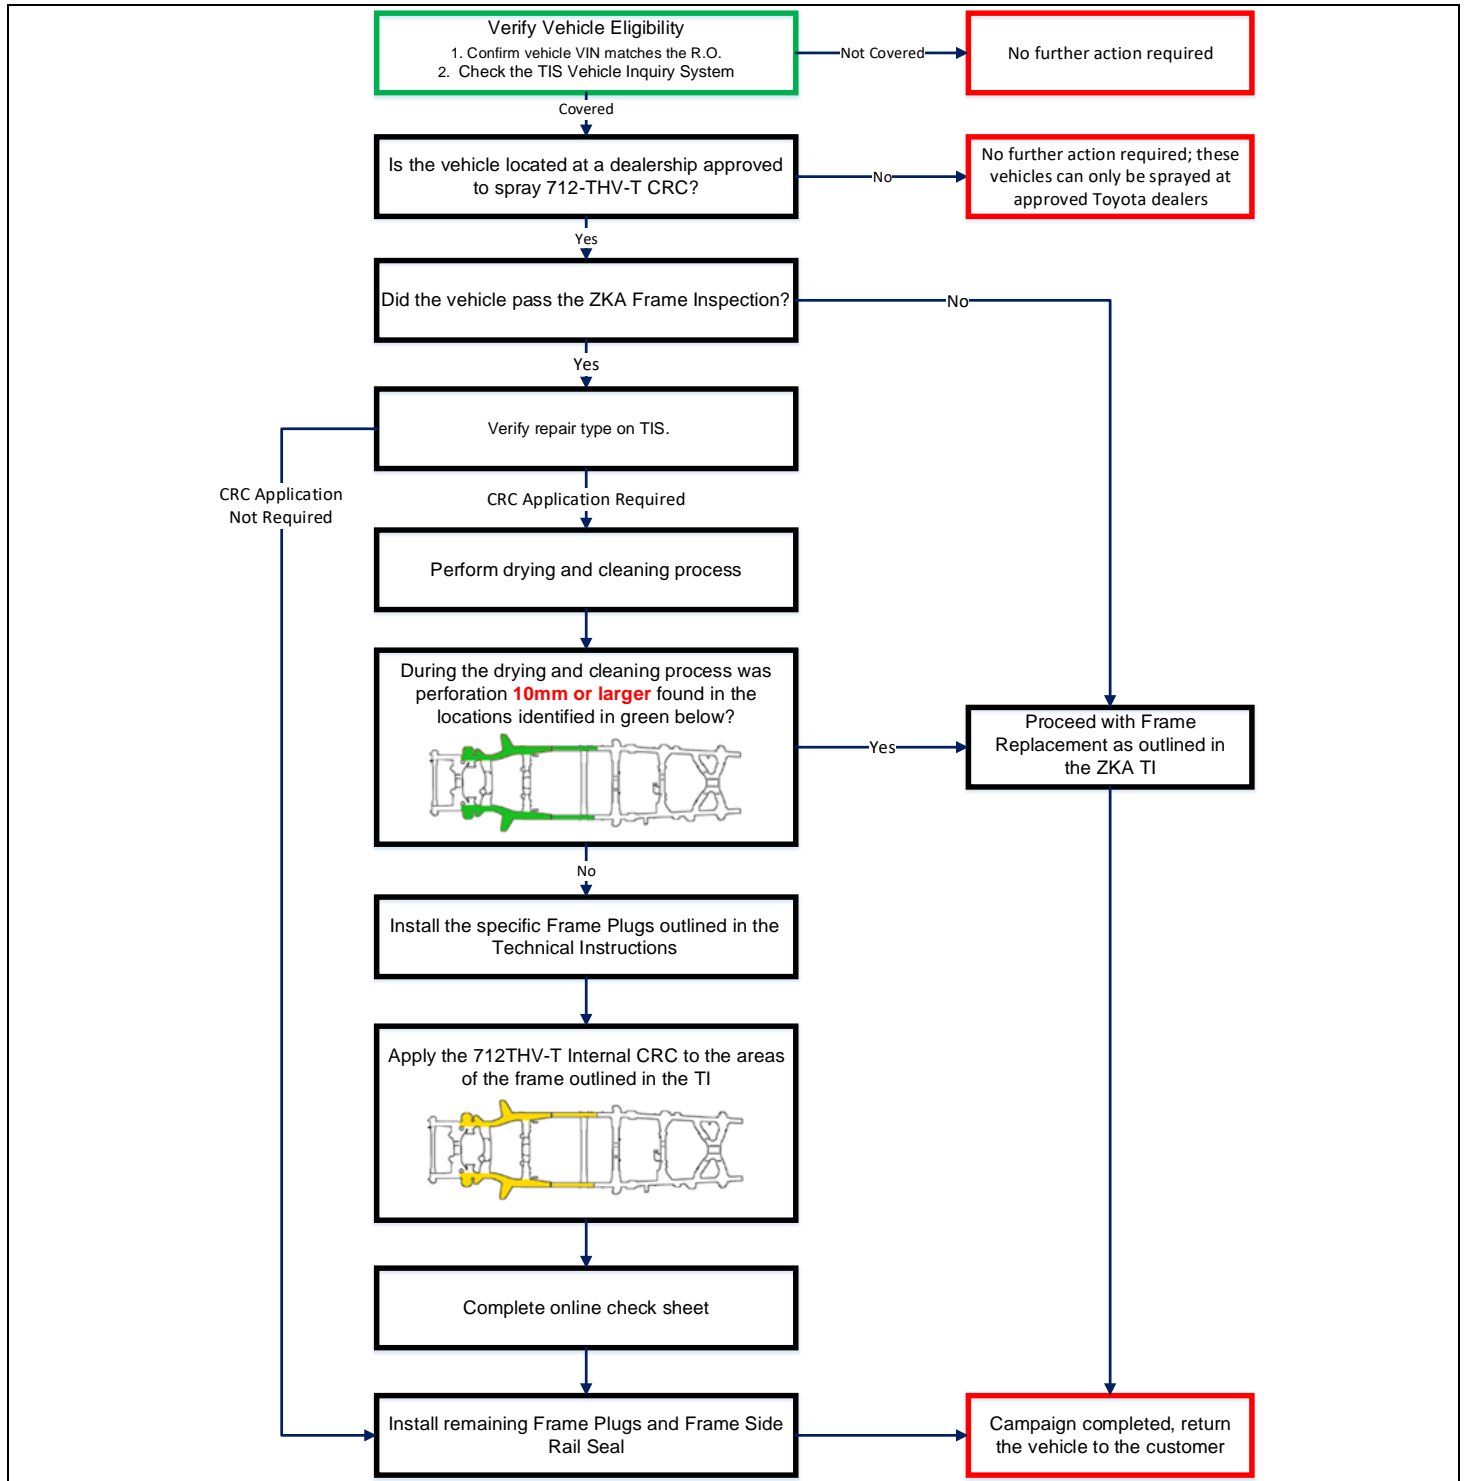 Verify Vehicle Eligibility
1. Confirm vehicle VIN matches the R.O.
2. Check the TIS Vehicle Inquiry System
Not Covered
No further action required
Covered
Is the vehicle located at a dealership approved
to spray 712-THV-T CRC?
No
No further action required; these
vehicles can only be sprayed at
approved Toyota dealers
Yes
Did the vehicle pass the ZKA Frame Inspection?
No
Yes
Verify repair type on TIS.
CRC Application
Not Required
CRC Application Required
Perform drying and cleaning process
During the drying and cleaning process was
perforation 10mm or larger found in the
locations identified in green below?
Yes
Proceed with Frame
Replacement as outlined in
the ZKA TI
No
Install the specific Frame Plugs outlined in the
Technical Instructions
Apply the 712THV-T Internal CRC to the areas
of the frame outlined in the TI
Complete online check sheet
Install remaining Frame Plugs and Frame Side
Rail Seal
Campaign completed, return
the vehicle to the customer